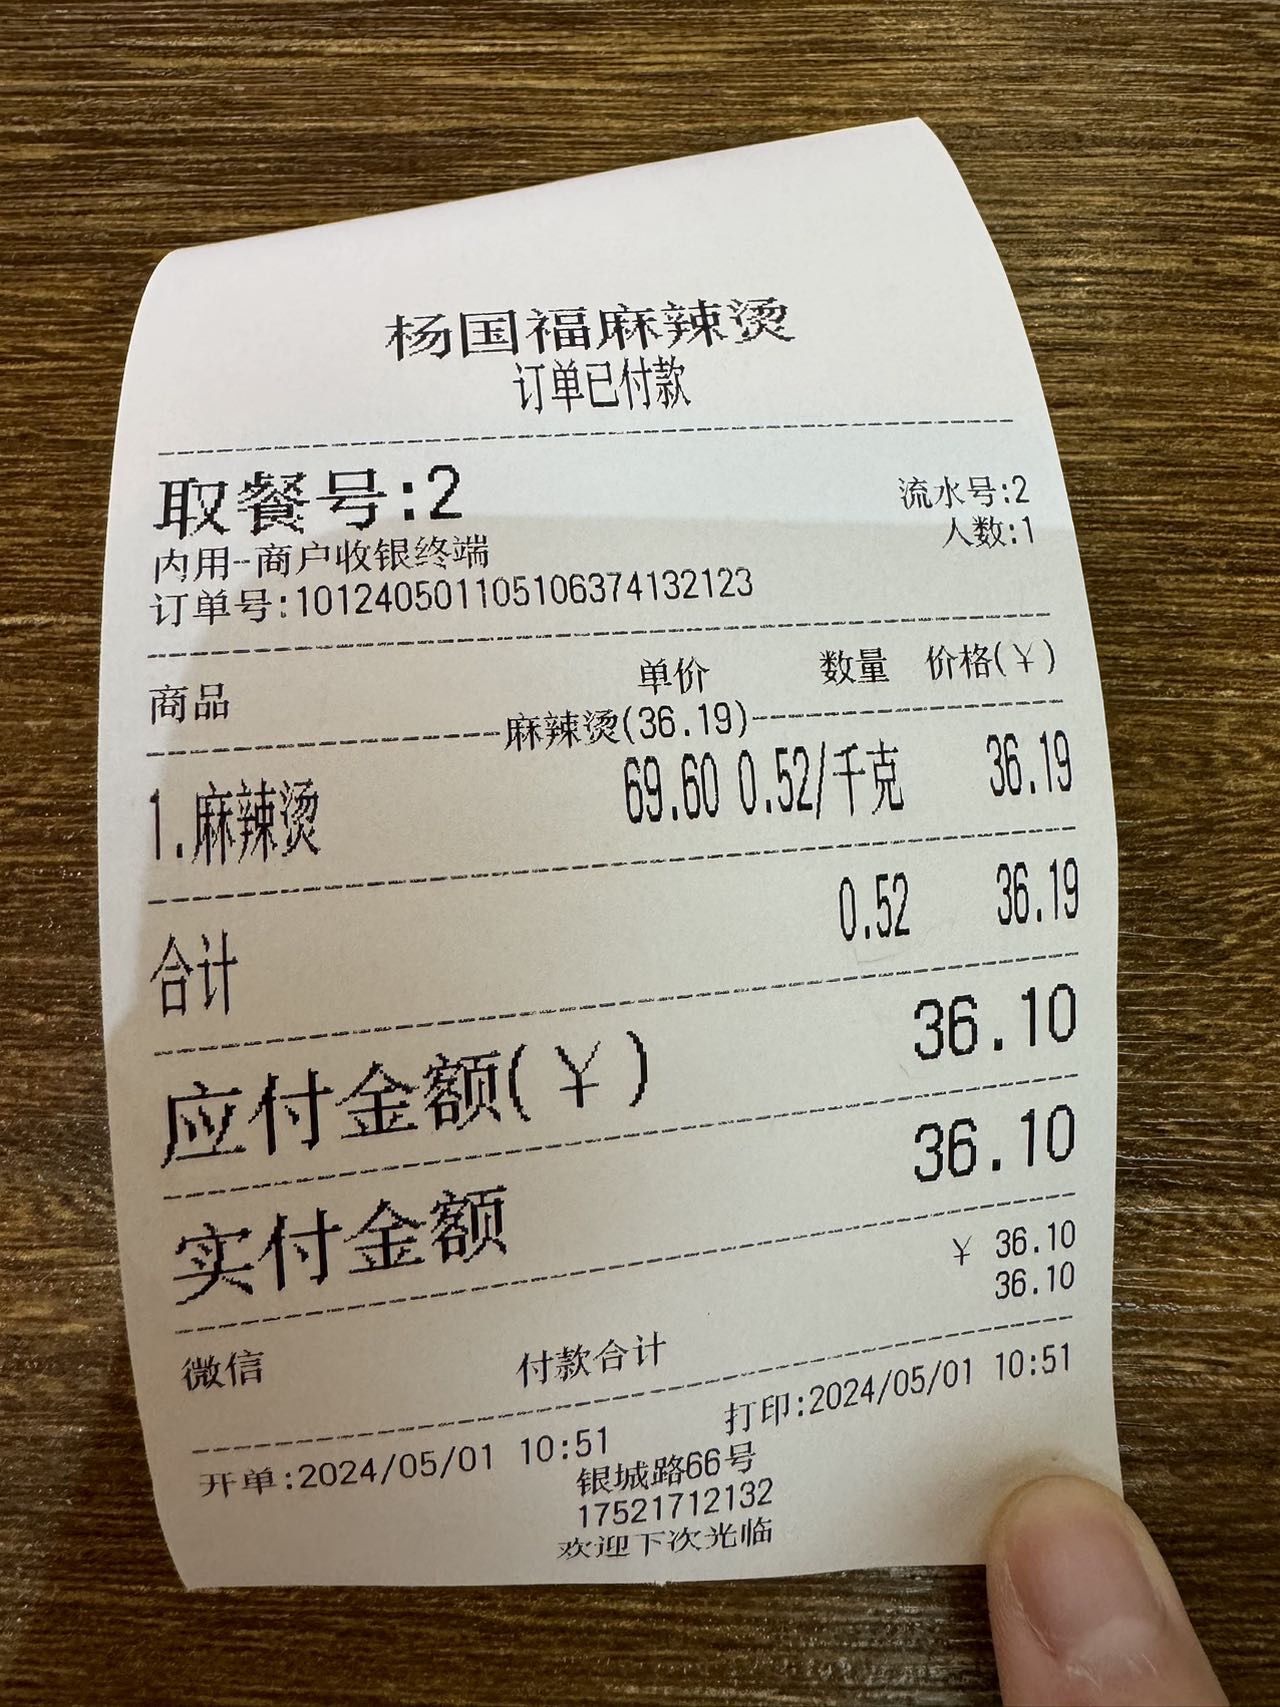 杨国福麻辣烫
订单已付款
取餐号:2 流水号:2
内用--商户收银终端 人数:1
订单号:101240501105106374132123
商品 单价 数量 价格(￥)
麻辣烫(36.19)
1.麻辣烫 69.60 0.52/千克 36.19
合计 0.52 36.19
应付金额(￥) 36.10
实付金额 36.10
微信 ￥ 36.10
付款合计 36.10
开单:2024/05/01 10:51 打印:2024/05/01 10:51
银城路66号
17521712132
欢迎下次光临